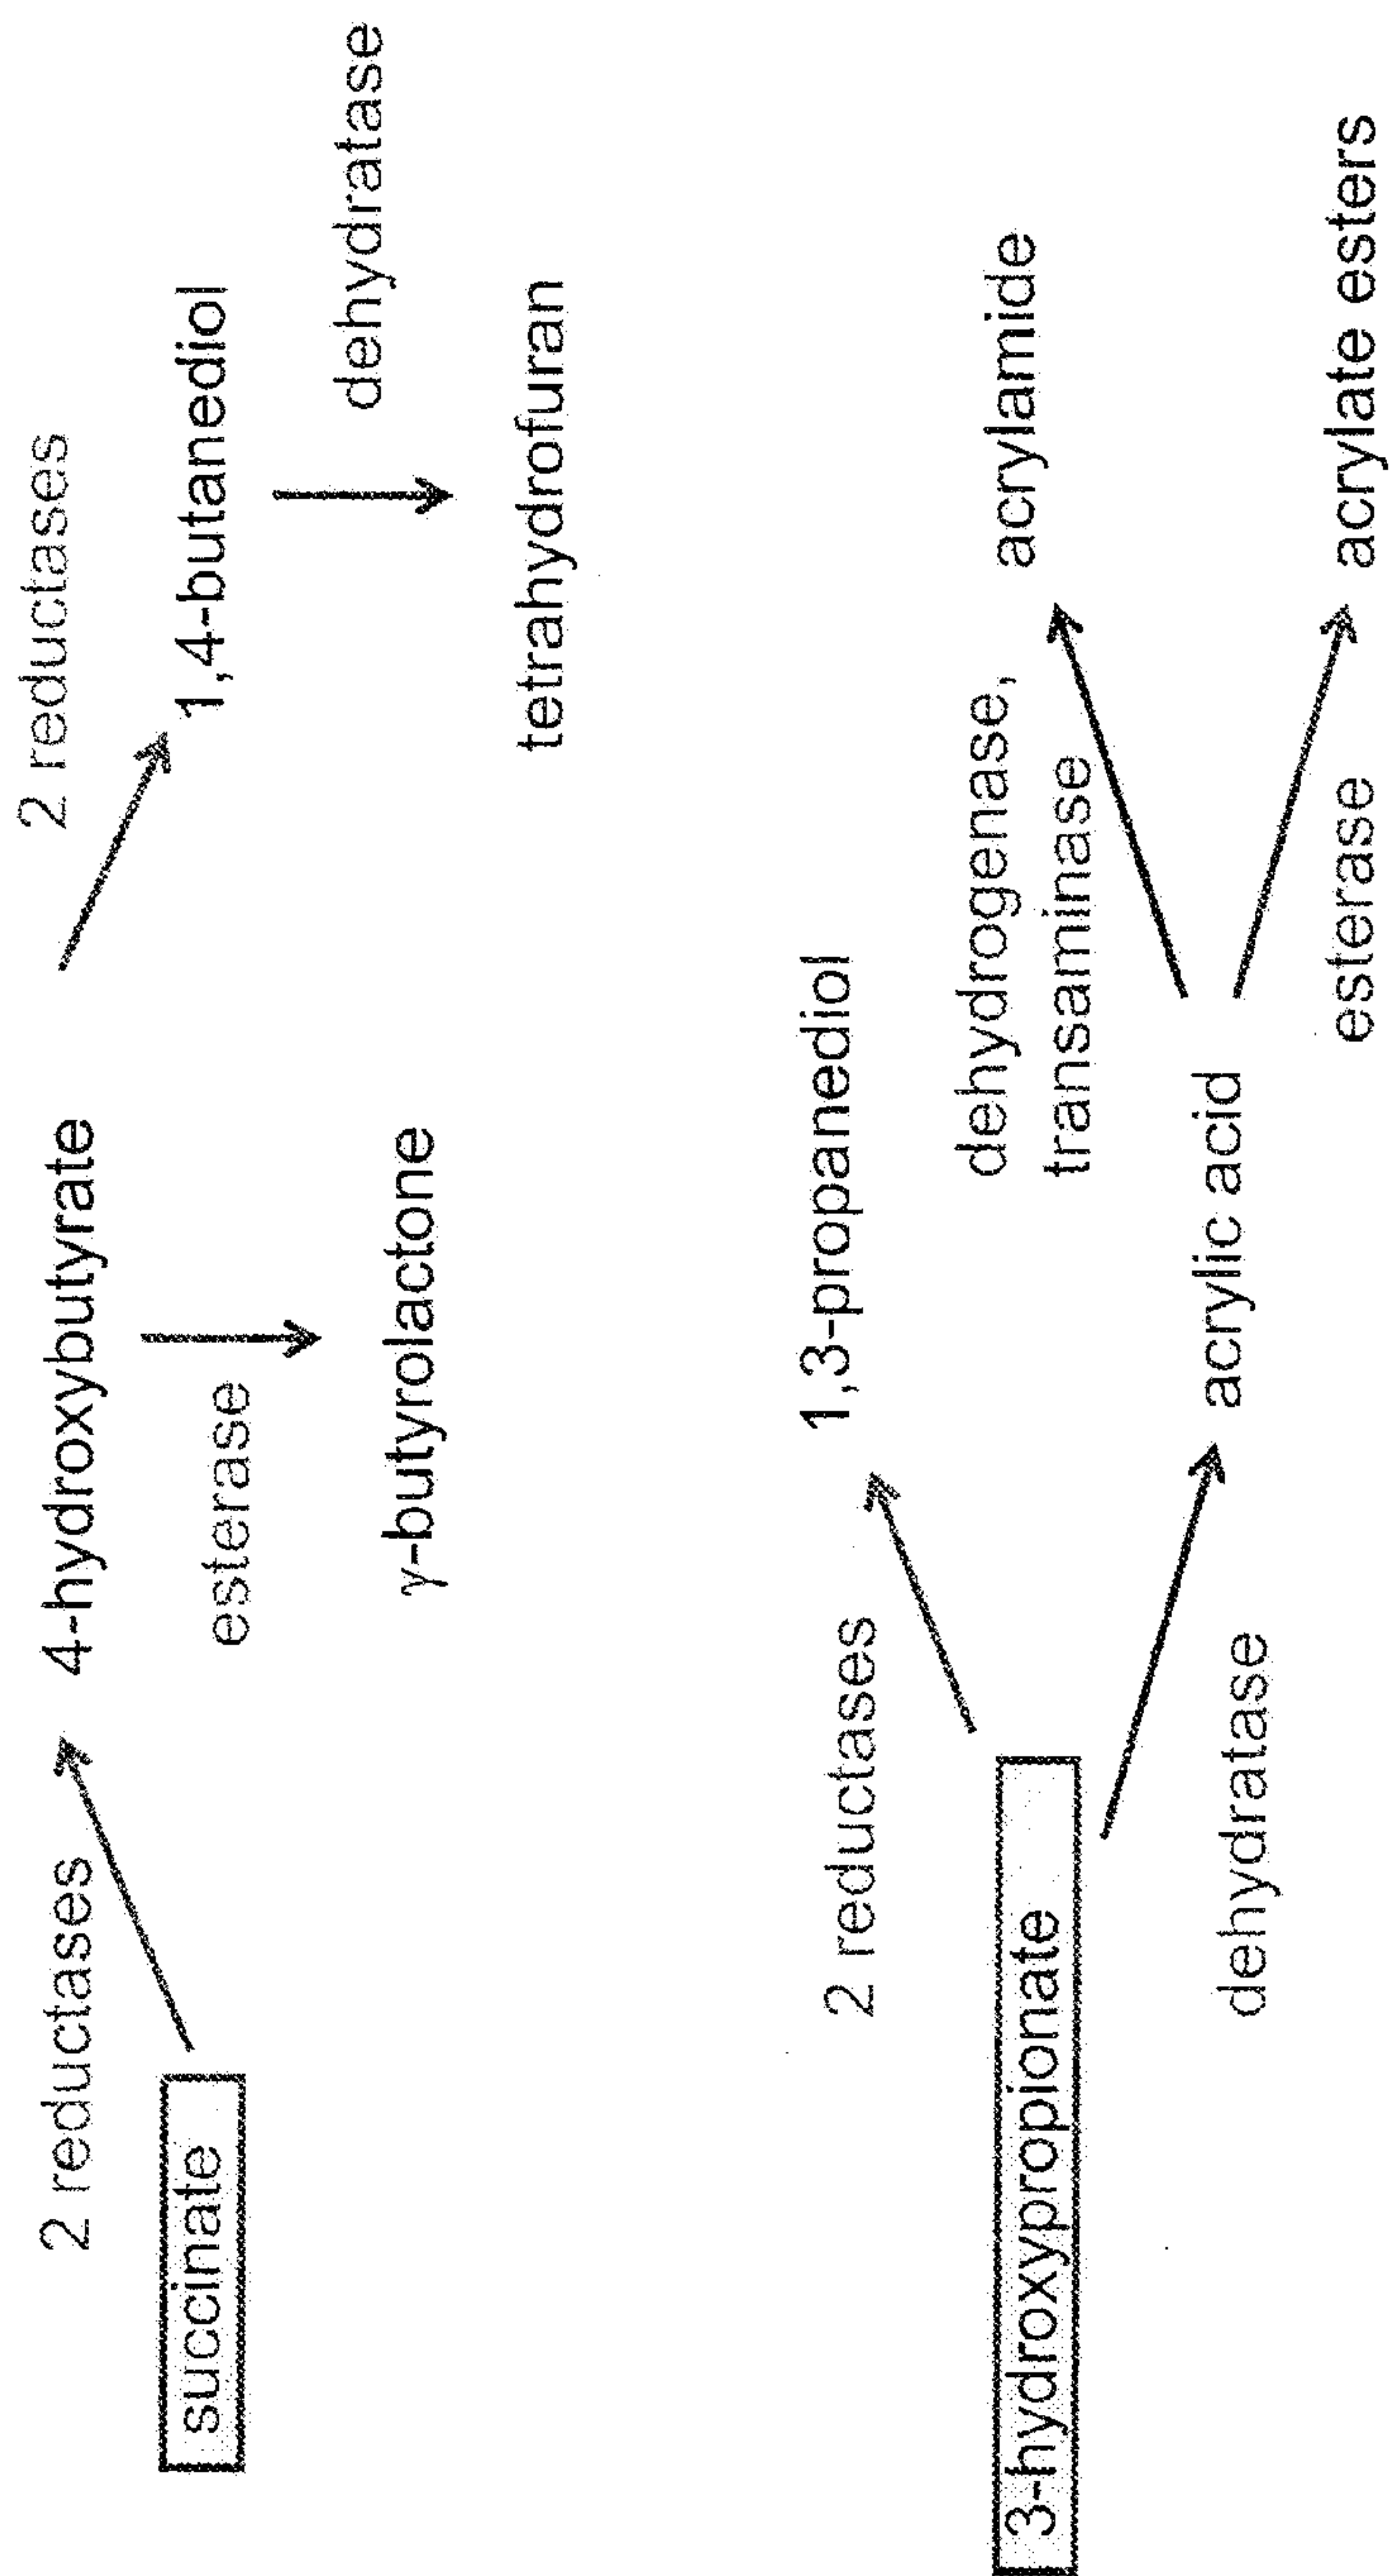 2 reductases
4-hydroxybutyrate
2 reductases
succinate
1,4-butanediol
esterase
dehydratase
γ-butyrolactone
tetrahydrofuran
2 reductases
1,3-propanediol
3-hydroxypropionate
dehydrogenase,
transaminase
acrylamide
dehydratase
acrylic acid
esterase
acrylate esters